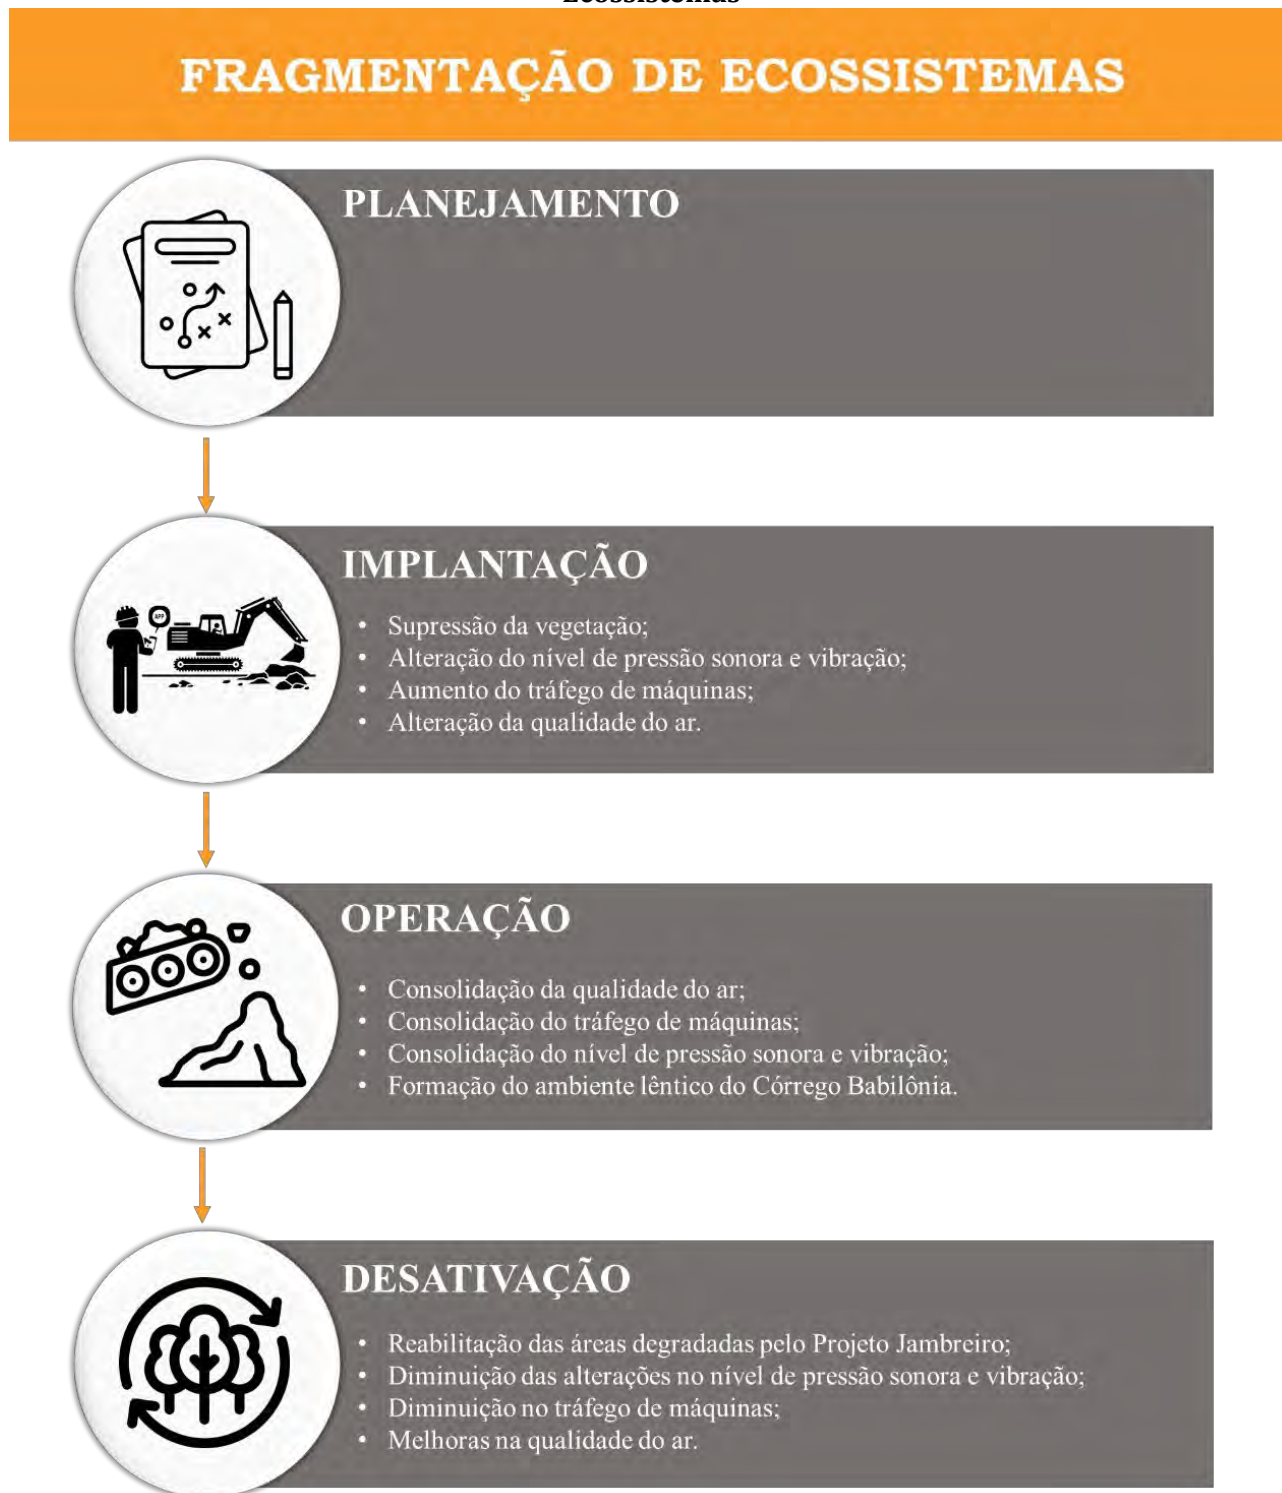 Ecossistemas
FRAGMENTAÇÃO DE ECOSSISTEMAS
PLANEJAMENTO
IMPLANTAÇÃO
• Supressão da vegetação;
• Alteração do nível de pressão sonora e vibração;
• Aumento do tráfego de máquinas;
• Alteração da qualidade do ar.
APP
OPERAÇÃO
• Consolidação da qualidade do ar;
• Consolidação do tráfego de máquinas;
• Consolidação do nível de pressão sonora e vibração;
• Formação do ambiente lêntico do Córrego Babilônia.
DESATIVAÇÃO
• Reabilitação das áreas degradadas pelo Projeto Jambreiro;
• Diminuição das alterações no nível de pressão sonora e vibração;
• Diminuição no tráfego de máquinas;
• Melhoras na qualidade do ar.